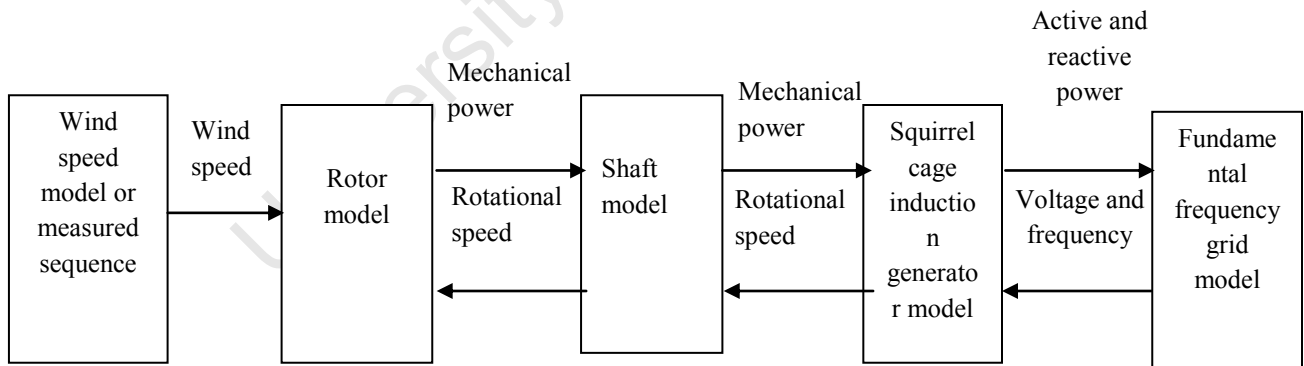 Wind
speed
model or
measured
sequence
Wind
speed
Rotor
model
Mechanical
power
Rotational
speed
Shaft
model
Mechanical
power
Rotational
speed
Squirrel
cage
inductio
n
generato
r model
Active and
reactive
power
Voltage and
frequency
Fundame
ntal
frequency
grid
model